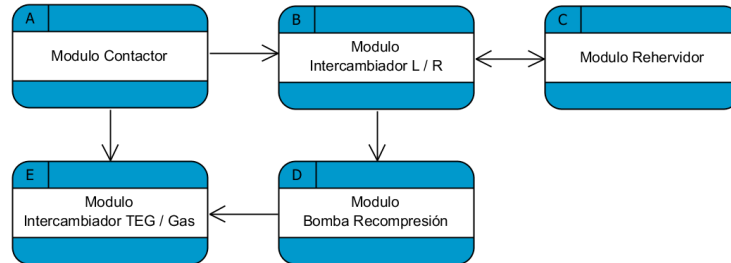 A
Modulo Contactor
B
Modulo
Intercambiador L / R
C
Modulo Rehervidor
E
Modulo
Intercambiador TEG / Gas
D
Modulo
Bomba Recompresión